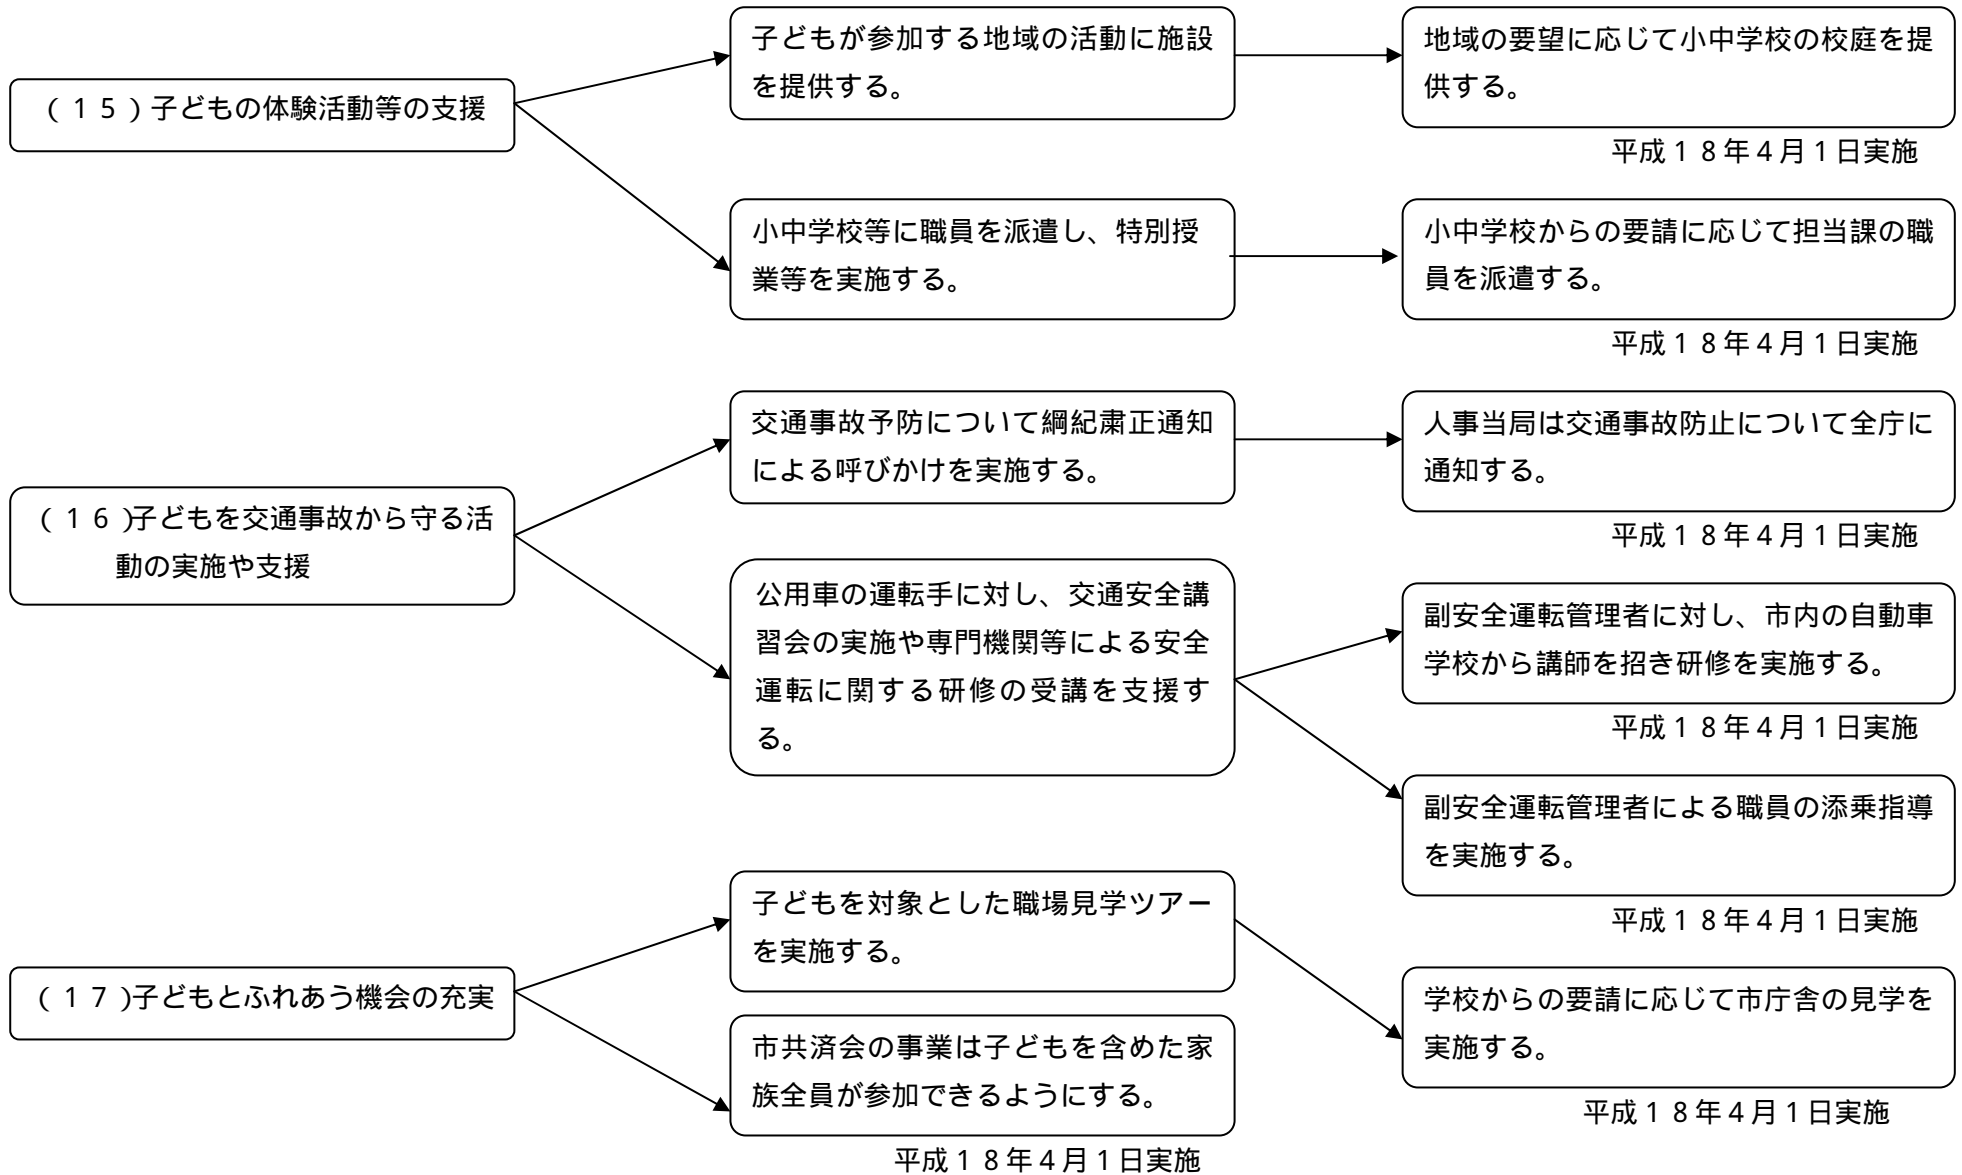 （１５）子どもの体験活動等の支援
子どもが参加する地域の活動に施設
を提供する。
地域の要望に応じて小中学校の校庭を提
供する。
平成１８年４月１日実施
小中学校等に職員を派遣し、特別授
業等を実施する。
小中学校からの要請に応じて担当課の職
員を派遣する。
平成１８年４月１日実施
（１６）子どもを交通事故から守る活
動の実施や支援
交通事故予防について綱紀粛正通知
による呼びかけを実施する。
人事当局は交通事故防止について全庁に
通知する。
平成１８年４月１日実施
公用車の運転手に対し、交通安全講
習会の実施や専門機関等による安全
運転に関する研修の受講を支援す
る。
副安全運転管理者に対し、市内の自動車
学校から講師を招き研修を実施する。
平成１８年４月１日実施
副安全運転管理者による職員の添乗指導
を実施する。
平成１８年４月１日実施
（１７）子どもとふれあう機会の充実
子どもを対象とした職場見学ツアー
を実施する。
学校からの要請に応じて市庁舎の見学を
実施する。
平成１８年４月１日実施
市共済会の事業は子どもを含めた家
族全員が参加できるようにする。
平成１８年４月１日実施